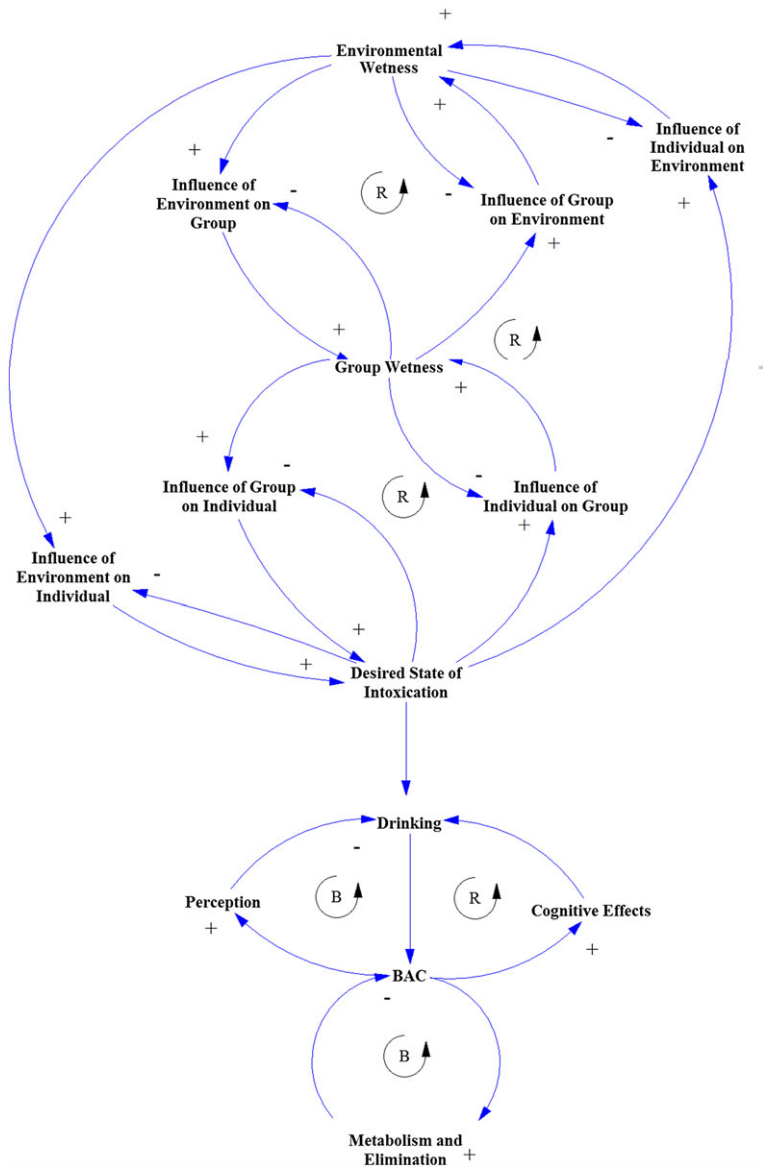 +
Environmental
Wetness
+
-
Influence of
Individual on
Environment
+
+
Influence of
Environment on
Group
-
R
-
Influence of Group
on Environment
+
+
R
Group Wetness
+
+
-
R
-
Influence of Group
on Individual
Influence of
Individual on Group
+
+
Influence of
Environment on
Individual
-
+
+
Desired State of
Intoxication
Drinking
-
B
R
Perception
+
Cognitive Effects
+
BAC
-
B
Metabolism and
Elimination +